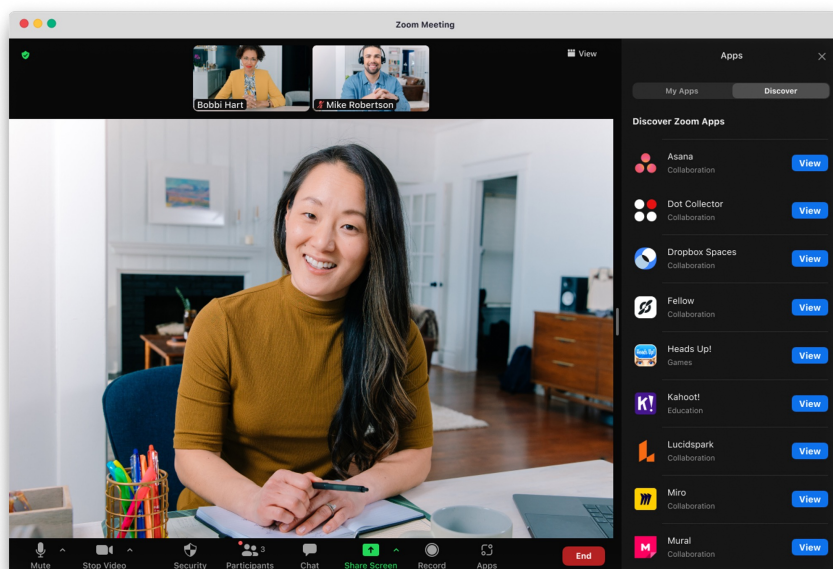 Zoom Meeting
View
Bobbi Hart
Mike Robertson
Apps
My Apps
Discover
Discover Zoom Apps
Asana
Collaboration
View
Dot Collector
Collaboration
View
Dropbox Spaces
Collaboration
View
Fellow
Collaboration
View
Heads Up!
Heads Up!
Games
View
K!
Kahoot!
Education
View
Lucidspark
Collaboration
View
Miro
Collaboration
View
M
Mural
Collaboration
View
Mute
Stop Video
Security
3
Participants
Chat
Share Screen
Record
Apps
End